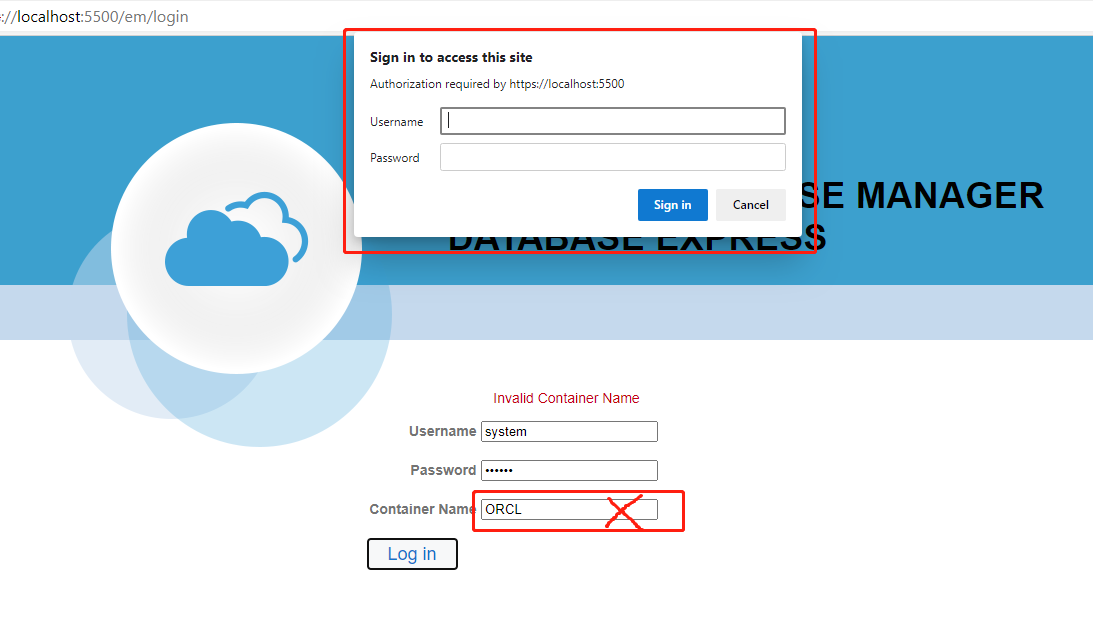 ://localhost:5500/em/login
Sign in to access this site
Authorization required by https://localhost:5500
Username
Password
Sign in
Cancel
SE MANAGER
DATABASE EXPRESS
Invalid Container Name
Username system
Password ••••••
Container Name ORCL
Log in